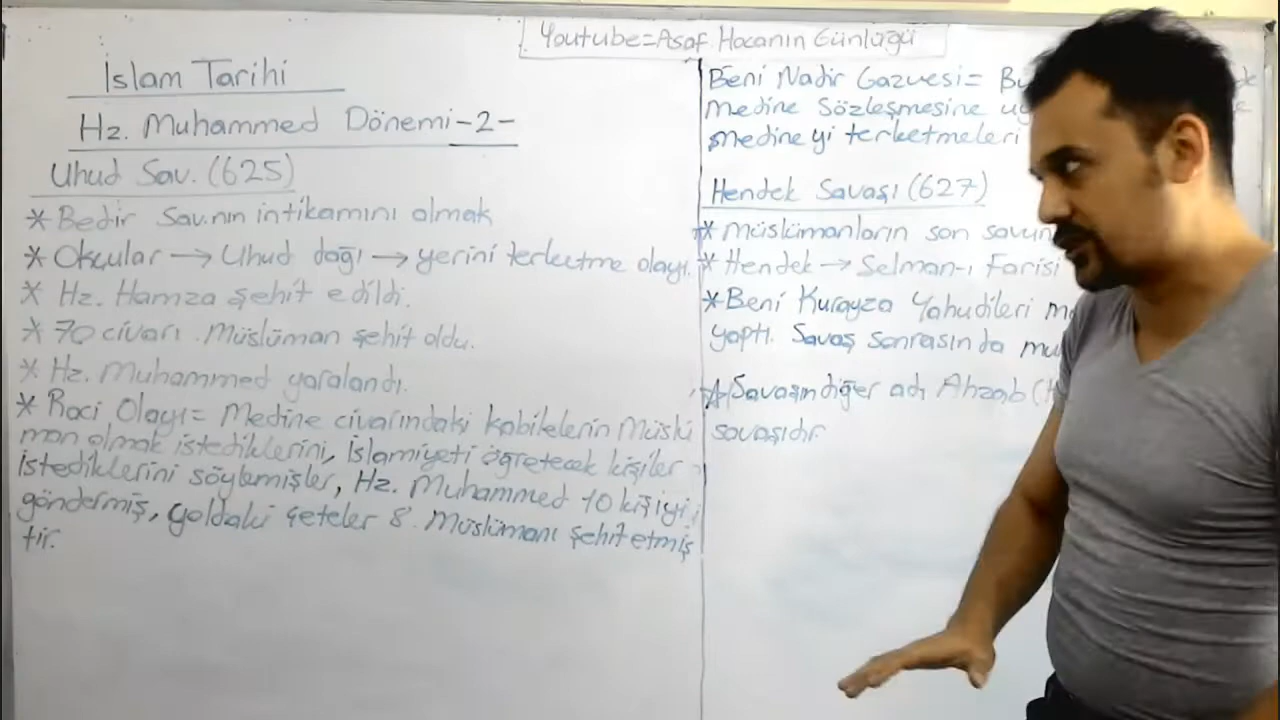 Youtube=Asaf Hocanın Günlüğü
İslam Tarihi
Hz. Muhammed Dönemi-2-
Uhud Sav. (625)
* Bedir Sav.nın intikamını almak
* Okçular → Uhud dağı → yerini terketme olayı.
* Hz. Hamza şehit edildi.
* 70 civarı Müslüman şehit oldu.
* Hz. Muhammed yaralandı.
* Raci Olayı= Medine civarındaki kabilelerin Müslü
man olmak istediklerini, İslamiyeti öğretecek kişiler
istediklerini söylemişler, Hz. Muhammed 10 kişiyi
göndermiş, yoldaki çeteler 8 Müslümanı şehit etmiş
tir.
Beni Nadir Gazvesi=
Medine Sözleşmesine
Medineyi terketmeleri
Hendek Savaşı (627)
* Müslümanların son
* Hendek → Selman-ı Farisi
* Beni Kurayza Yahudileri
yaptı. Savaş sonrasında
* Savaşın diğer adı Ahzab
savaşıdır.